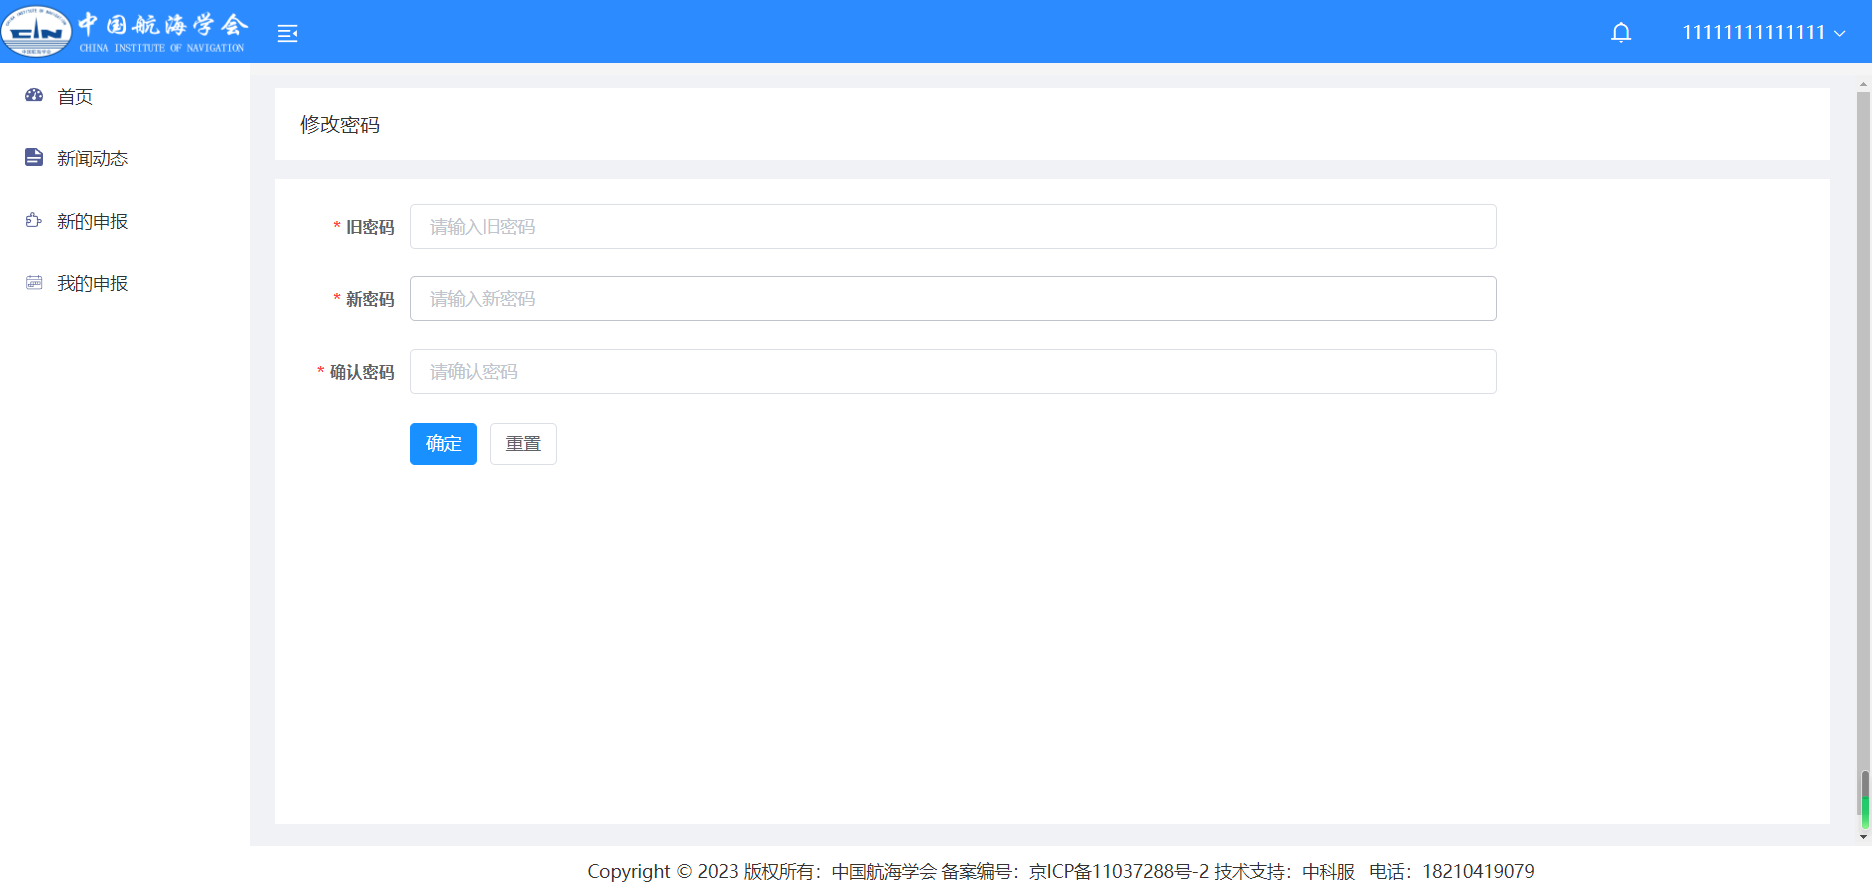 中国航海学会
CHINA INSTITUTE OF NAVIGATION
11111111111111
首页
新闻动态
新的申报
我的申报
修改密码
* 旧密码 请输入旧密码
* 新密码 请输入新密码
* 确认密码 请确认密码
确定 重置
Copyright © 2023 版权所有：中国航海学会 备案编号：京ICP备11037288号-2 技术支持：中科服 电话：18210419079